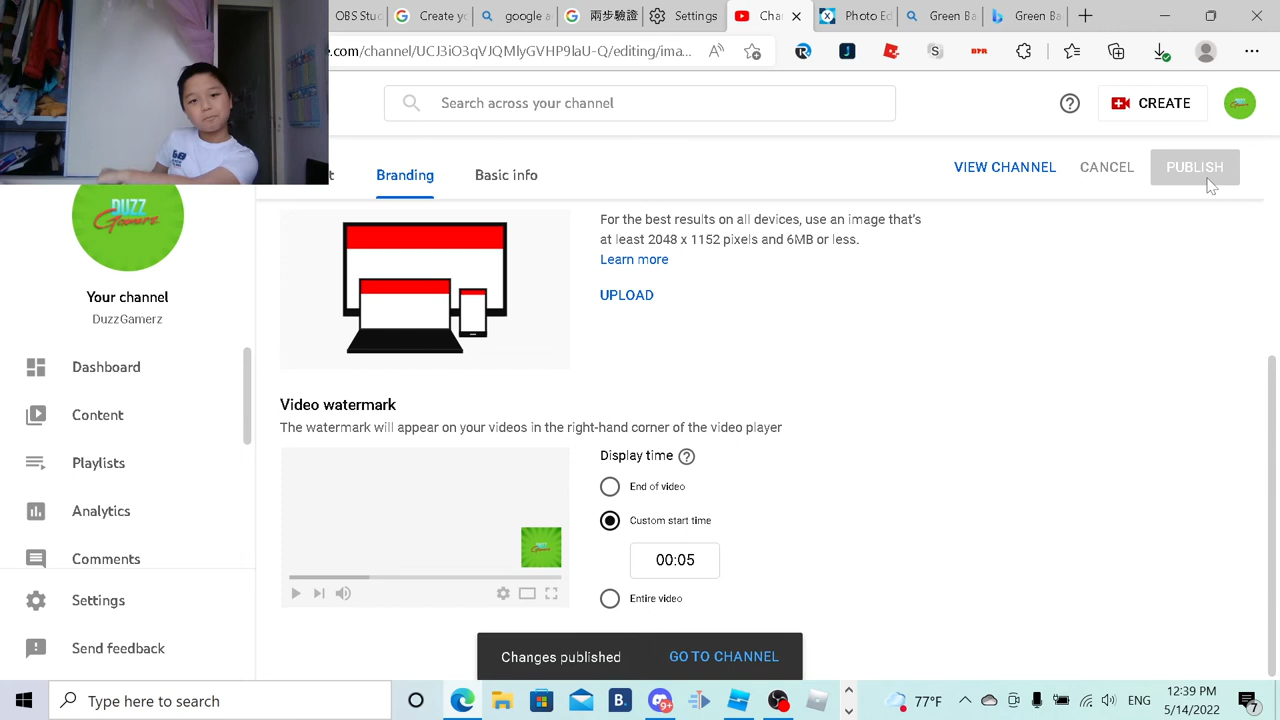 OBS St
Google
Creatin
兩步驗證
Settings
Chan
Photo
Green Ba
Green Ba
e.com/channel/UCJ3iO3qVJQMlyGVHP9laU-Q/editing/ima...
Search across your channel
CREATE
t
Branding
Basic info
VIEW CHANNEL
CANCEL
PUBLISH
DUZZ
Gamerz
Your channel
DuzzGamerz
Dashboard
Content
Playlists
Analytics
Comments
Settings
Send feedback
For the best results on all devices, use an image that's
at least 2048 x 1152 pixels and 6MB or less.
Learn more
UPLOAD
Video watermark
The watermark will appear on your videos in the right-hand corner of the video player
Display time
End of video
Custom start time
00:05
Entire video
Changes published
GO TO CHANNEL
Type here to search
9+
77°F
ENG
12:39 PM
5/14/2022
7